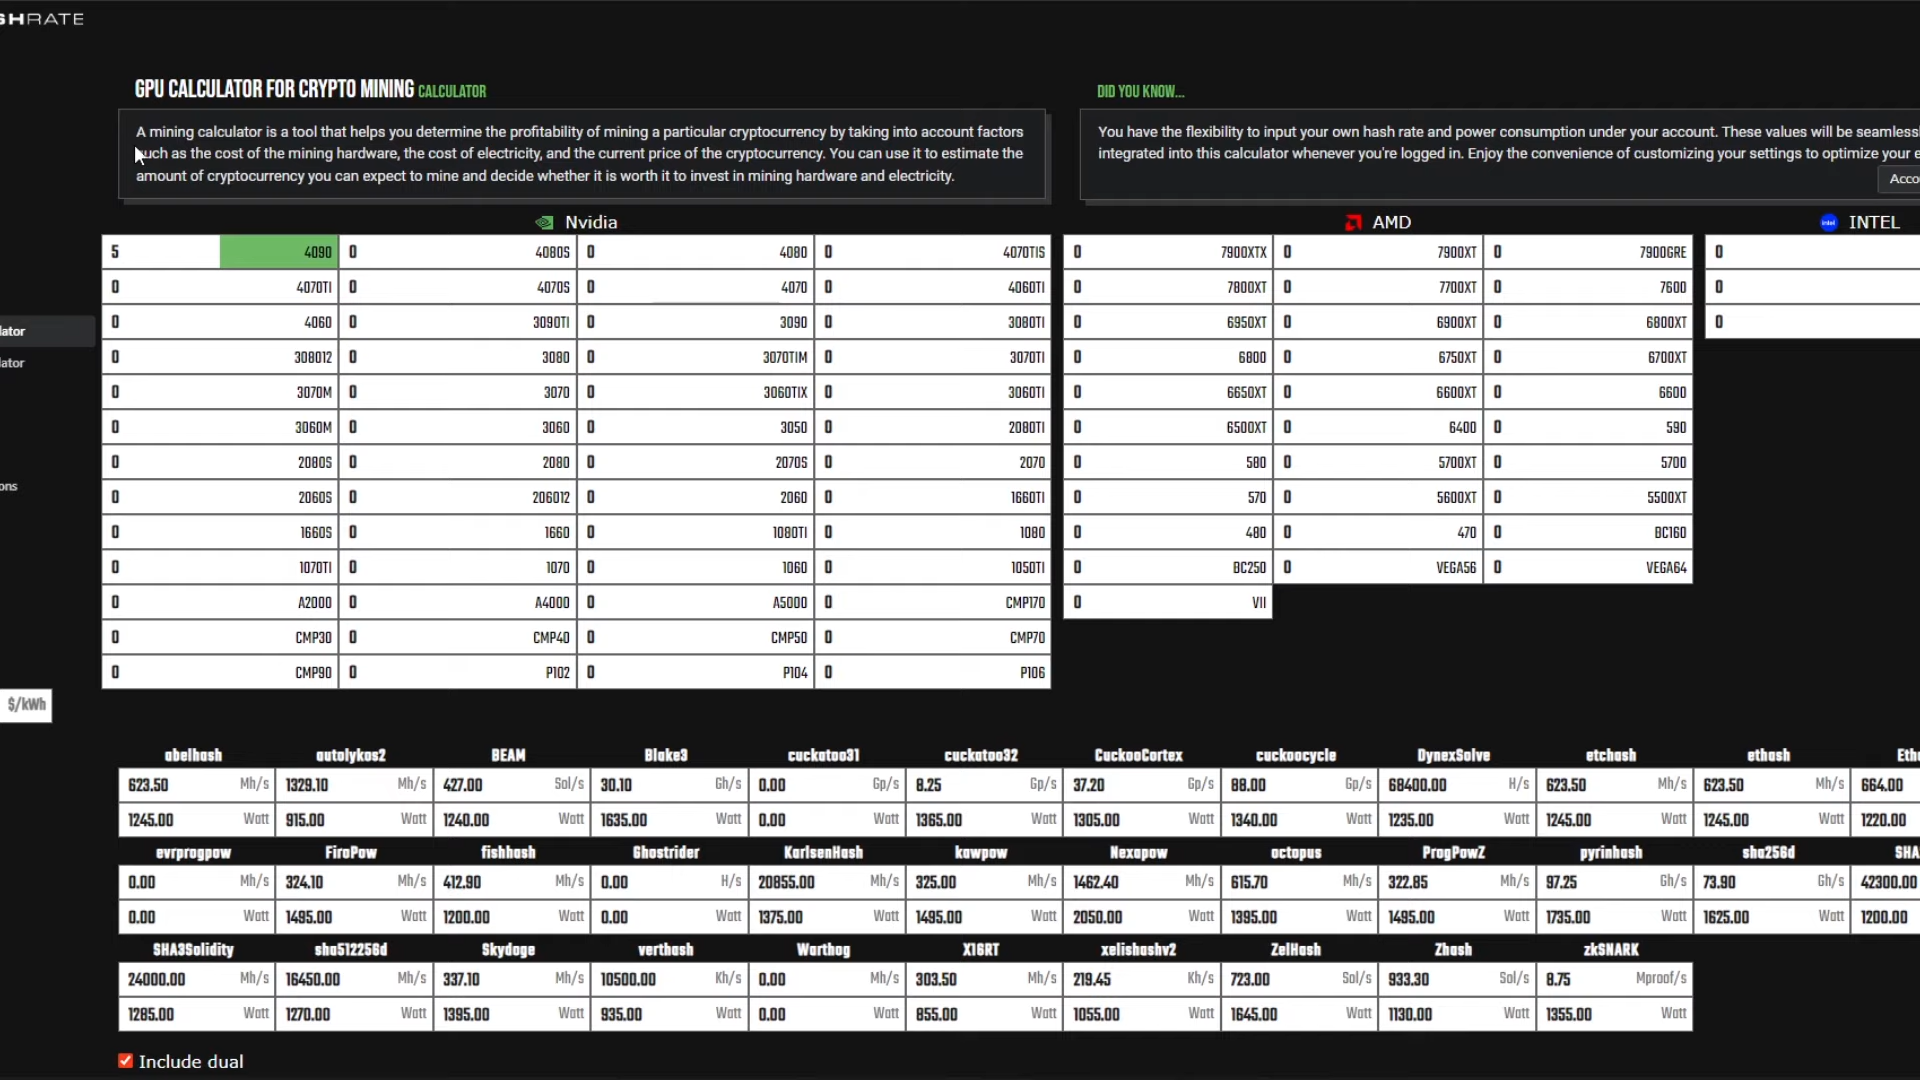 SHRATE
GPU CALCULATOR FOR CRYPTO MINING CALCULATOR
A mining calculator is a tool that helps you determine the profitability of mining a particular cryptocurrency by taking into account factors
such as the cost of the mining hardware, the cost of electricity, and the current price of the cryptocurrency. You can use it to estimate the
amount of cryptocurrency you can expect to mine and decide whether it is worth it to invest in mining hardware and electricity.
DID YOU KNOW...
You have the flexibility to input your own hash rate and power consumption under your account. These values will be seamlessl
integrated into this calculator whenever you're logged in. Enjoy the convenience of customizing your settings to optimize your e
Acco
lator
lator
ons
$/kWh
Nvidia
5 4090 0 4080S 0 4080 0 4070TIS
0 4070TI 0 4070S 0 4070 0 4060TI
0 4060 0 3090TI 0 3090 0 3080TI
0 308012 0 3080 0 3070TIM 0 3070TI
0 3070M 0 3070 0 3060TIX 0 3060TI
0 3060M 0 3060 0 3050 0 2080TI
0 2080S 0 2080 0 2070S 0 2070
0 2060S 0 206012 0 2060 0 1660TI
0 1660S 0 1660 0 1080TI 0 1080
0 1070TI 0 1070 0 1060 0 1050TI
0 A2000 0 A4000 0 A5000 0 CMP170
0 CMP30 0 CMP40 0 CMP50 0 CMP70
0 CMP90 0 P102 0 P104 0 P106
AMD
0 7900XTX 0 7900XT 0 7900GRE
0 7800XT 0 7700XT 0 7600
0 6950XT 0 6900XT 0 6800XT
0 6800 0 6750XT 0 6700XT
0 6650XT 0 6600XT 0 6600
0 6500XT 0 6400 0 590
0 580 0 5700XT 0 5700
0 570 0 5600XT 0 5500XT
0 480 0 470 0 BC160
0 BC250 0 VEGA56 0 VEGA64
0 VII
intel INTEL
0
0
0
abelhash autolykos2 BEAM Blake3 cuckatoo31 cuckatoo32 CuckooCortex cuckoocycle DynexSolve etchash ethash Eth
623.50 Mh/s 1329.10 Mh/s 427.00 Sol/s 30.10 Gh/s 0.00 Gp/s 8.25 Gp/s 37.20 Gp/s 88.00 Gp/s 68400.00 H/s 623.50 Mh/s 623.50 Mh/s 664.00
1245.00 Watt 915.00 Watt 1240.00 Watt 1635.00 Watt 0.00 Watt 1365.00 Watt 1305.00 Watt 1340.00 Watt 1235.00 Watt 1245.00 Watt 1245.00 Watt 1220.00
evrprogpow FiroPow fishhash Ghostrider KarlsenHash kawpow Nexapow octopus ProgPowZ pyrinhash sha256d SHA
0.00 Mh/s 324.10 Mh/s 412.90 Mh/s 0.00 H/s 20855.00 Mh/s 325.00 Mh/s 1462.40 Mh/s 615.70 Mh/s 322.85 Mh/s 97.25 Gh/s 73.90 Gh/s 42300.00
0.00 Watt 1495.00 Watt 1200.00 Watt 0.00 Watt 1375.00 Watt 1495.00 Watt 2050.00 Watt 1395.00 Watt 1495.00 Watt 1735.00 Watt 1625.00 Watt 1200.00
SHA3Solidity sha512256d Skydoge verthash Warthog X16RT xelishashv2 ZelHash Zhash zkSNARK
24000.00 Mh/s 16450.00 Mh/s 337.10 Mh/s 10500.00 Kh/s 0.00 Mh/s 303.50 Mh/s 219.45 Kh/s 723.00 Sol/s 933.30 Sol/s 8.75 Mproof/s
1285.00 Watt 1270.00 Watt 1395.00 Watt 935.00 Watt 0.00 Watt 855.00 Watt 1055.00 Watt 1645.00 Watt 1130.00 Watt 1355.00 Watt
Include dual